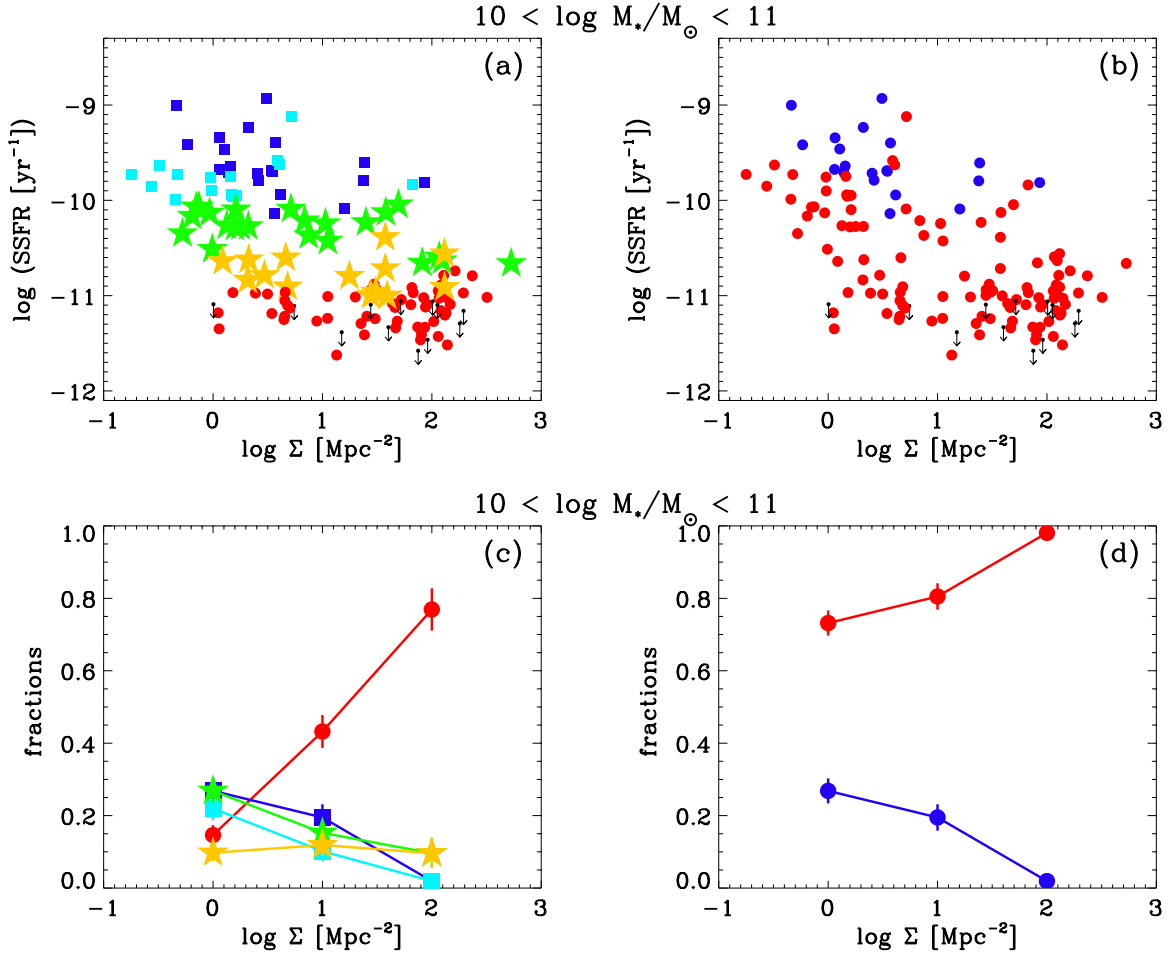 10 < log M*/M⊙ < 11
(a)
log (SSFR [yr⁻¹])
−9
−10
−11
−12
−1 0 1 2 3
log Σ [Mpc⁻²]
(b)
log (SSFR [yr⁻¹])
−9
−10
−11
−12
−1 0 1 2 3
log Σ [Mpc⁻²]
10 < log M*/M⊙ < 11
(c)
fractions
1.0
0.8
0.6
0.4
0.2
0.0
−1 0 1 2 3
log Σ [Mpc⁻²]
(d)
fractions
1.0
0.8
0.6
0.4
0.2
0.0
−1 0 1 2 3
log Σ [Mpc⁻²]